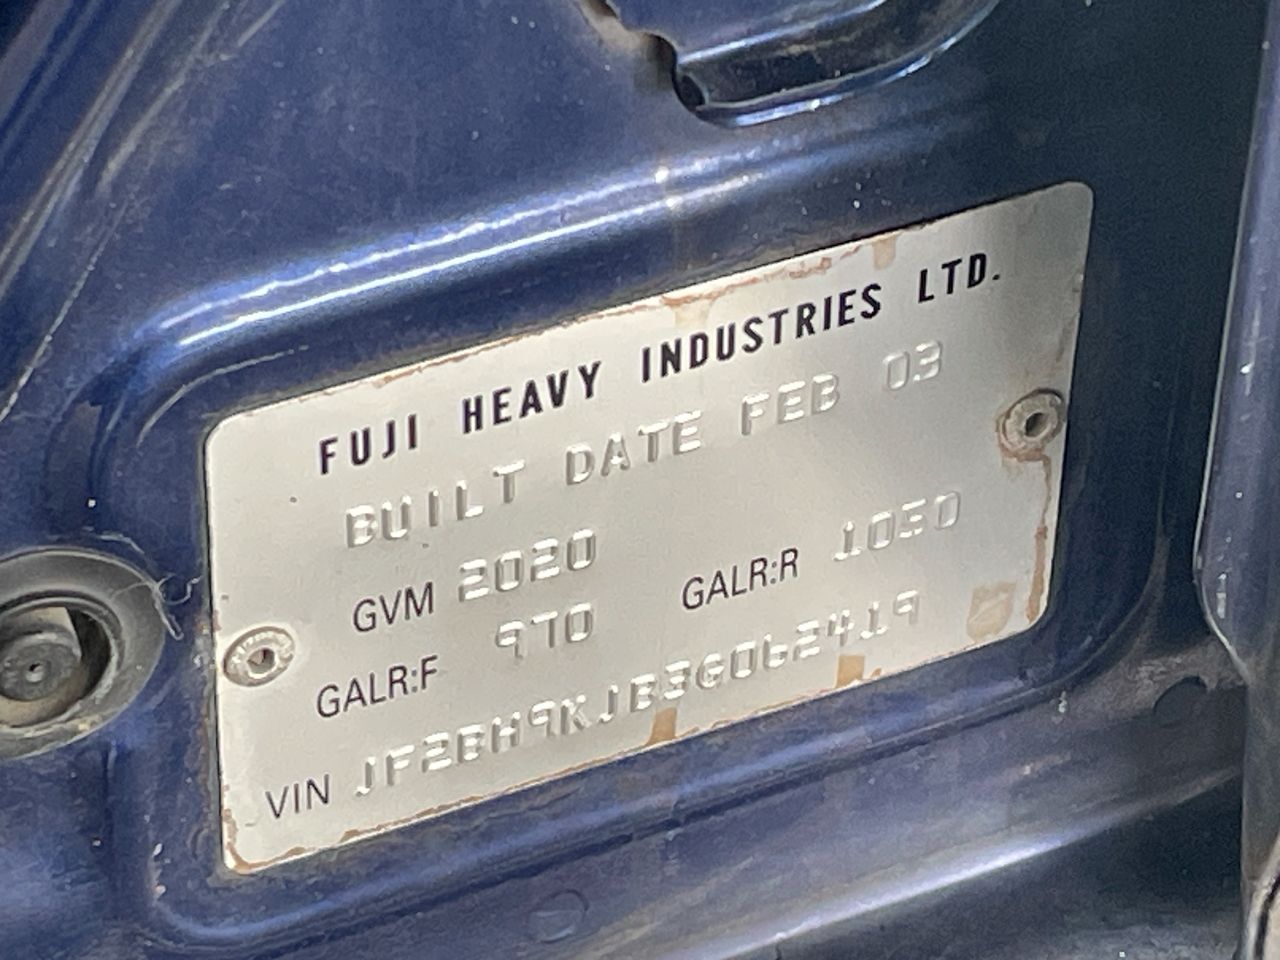 FUJI HEAVY INDUSTRIES LTD.
BUILT DATE FEB 03
GVM 2020
GALR:F 970 GALR:R 1050
VIN JF2BH9KJB3G062419